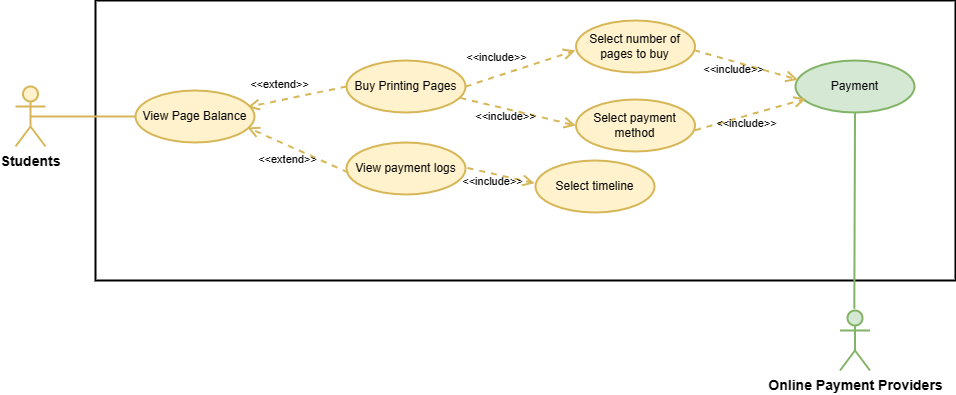 Select number of
pages to buy
<<include>>
<<include>>
<<extend>>
Buy Printing Pages
Payment
View Page Balance
<<include>>
Select payment
method
<<include>>
Students
<<extend>>
View payment logs
<<include>>
Select timeline
Online Payment Providers